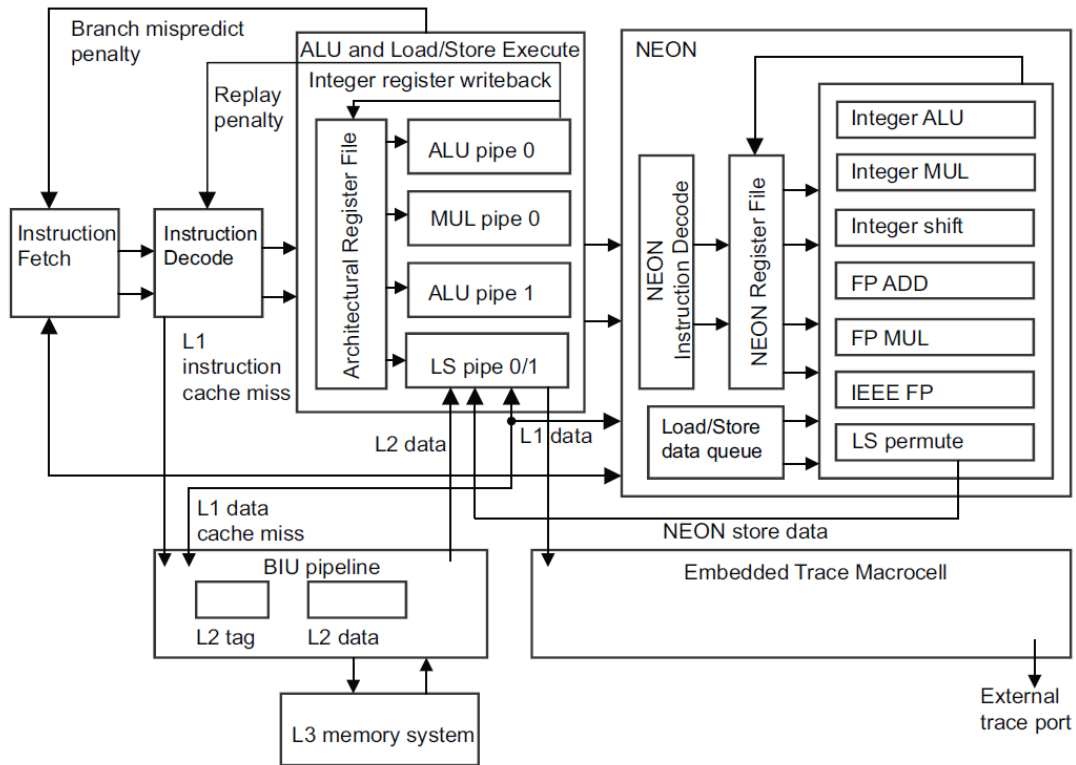 Branch mispredict
penalty
ALU and Load/Store Execute
Integer register writeback
Replay
penalty
Instruction
Fetch
Instruction
Decode
Architectural Register File
ALU pipe 0
MUL pipe 0
ALU pipe 1
LS pipe 0/1
NEON
NEON
Instruction Decode
NEON Register File
Integer ALU
Integer MUL
Integer shift
FP ADD
FP MUL
IEEE FP
LS permute
Load/Store
data queue
L1
instruction
cache miss
L2 data
L1 data
L1 data
cache miss
NEON store data
BIU pipeline
L2 tag
L2 data
Embedded Trace Macrocell
L3 memory system
External
trace port